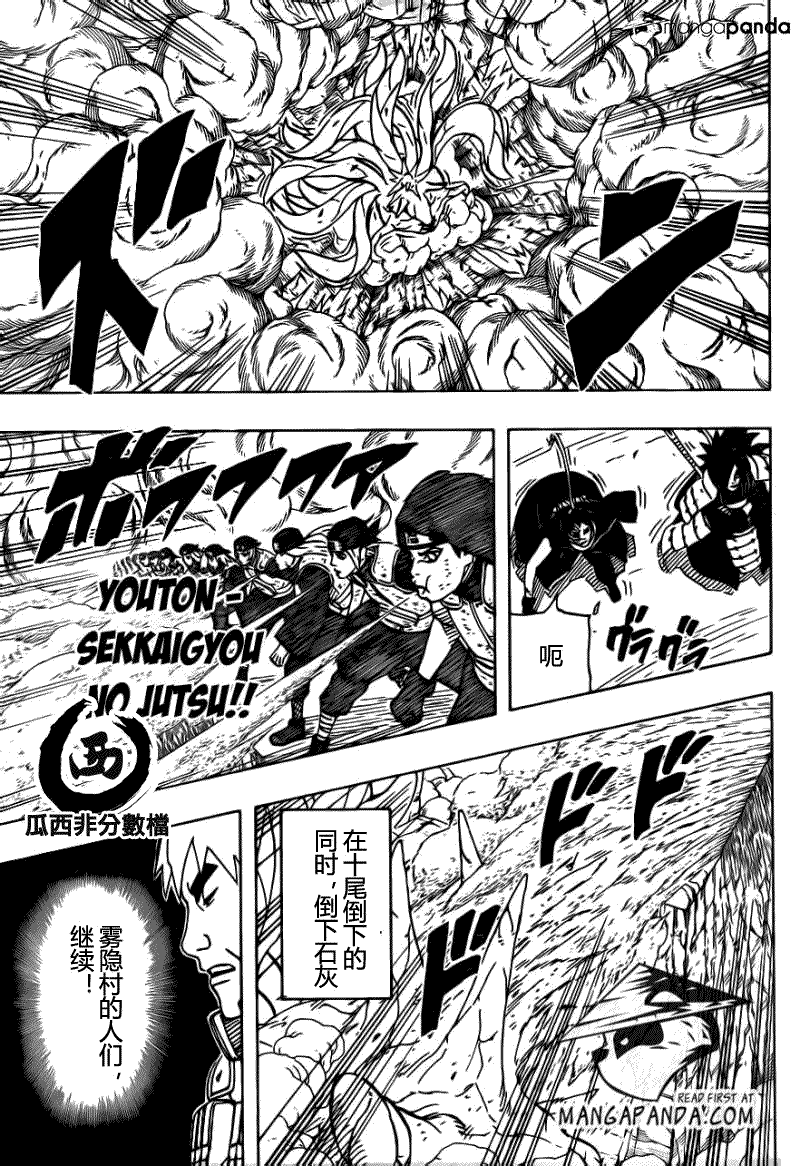 mangapanda
ズン
ボフファァ
YOUTON –
SEKKAIGYOU
NO JUTSU!!
呃
グラグラ
西
瓜西非分數檔
ドドド
在十尾倒下的
同时,倒下石灰
雾隐村的人们,
继续!
READ FIRST AT
MANGAPANDA.COM